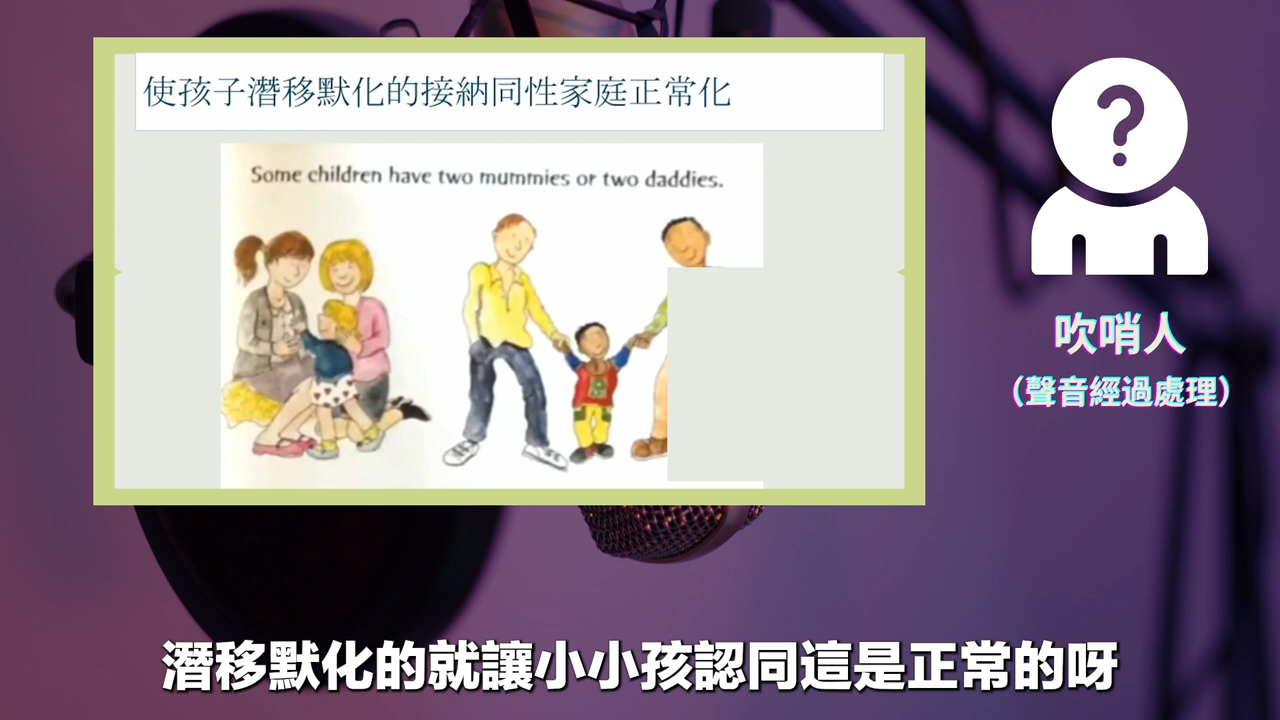 使孩子潛移默化的接納同性家庭正常化
Some children have two mummies or two daddies.
?
吹哨人
（聲音經過處理）
潛移默化的就讓小小孩認同這是正常的呀